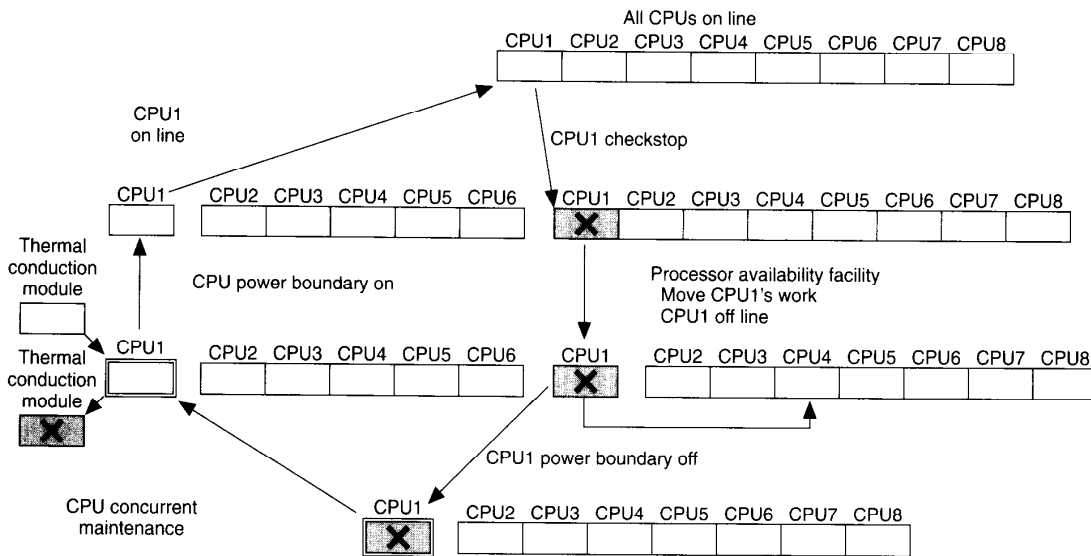 All CPUs on line
CPU1 CPU2 CPU3 CPU4 CPU5 CPU6 CPU7 CPU8
CPU1
on line
CPU1 checkstop
CPU1 CPU2 CPU3 CPU4 CPU5 CPU6
CPU1 CPU2 CPU3 CPU4 CPU5 CPU6 CPU7 CPU8
Thermal
conduction
module
CPU power boundary on
Processor availability facility
Move CPU1's work
CPU1 off line
CPU1 CPU2 CPU3 CPU4 CPU5 CPU6
CPU1 CPU2 CPU3 CPU4 CPU5 CPU6 CPU7 CPU8
Thermal
conduction
module
CPU1 power boundary off
CPU concurrent
maintenance
CPU1 CPU2 CPU3 CPU4 CPU5 CPU6 CPU7 CPU8